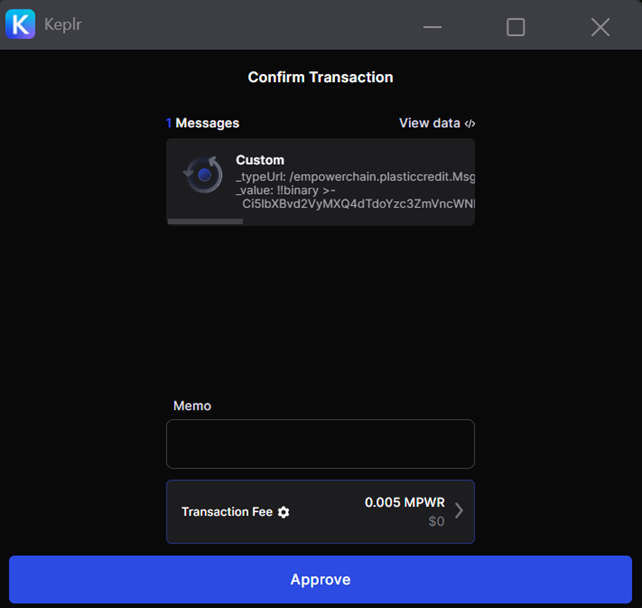 Keplr
Confirm Transaction
1 Messages
View data </>
Custom
_typeUrl: /empowerchain.plasticcredit.Msg
_value: !!binary >-
Memo
Transaction Fee
0.005 MPWR
$0
Approve